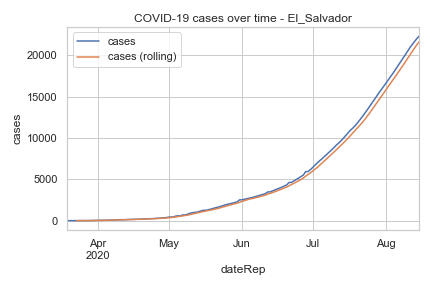 COVID-19 cases over time - El_Salvador
cases
cases (rolling)
20000
15000
10000
5000
0
cases
Apr
2020
May
Jun
Jul
Aug
dateRep